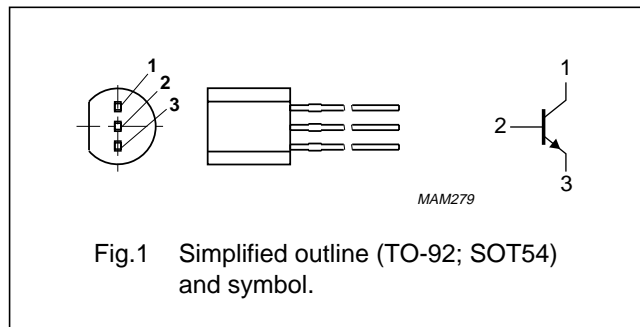 1
2
3
1
2
3
MAM279
Fig.1 Simplified outline (TO-92; SOT54)
and symbol.